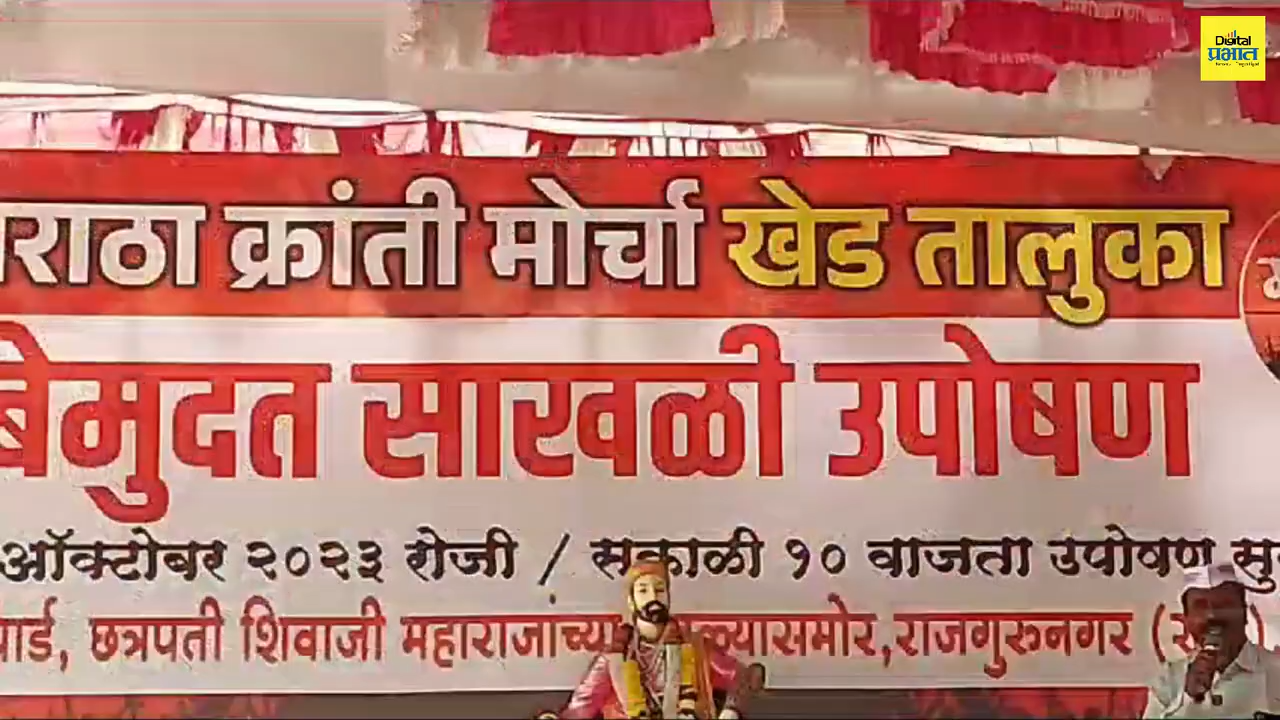 Digital
प्रभात
मराठा क्रांती मोर्चा खेड तालुका
बेमुदत साखळी उपोषण
ऑक्टोबर २०२३ रोजी / सकाळी १० वाजता उपोषण
छत्रपती शिवाजी महाराजांच्या राजगुरुनगर